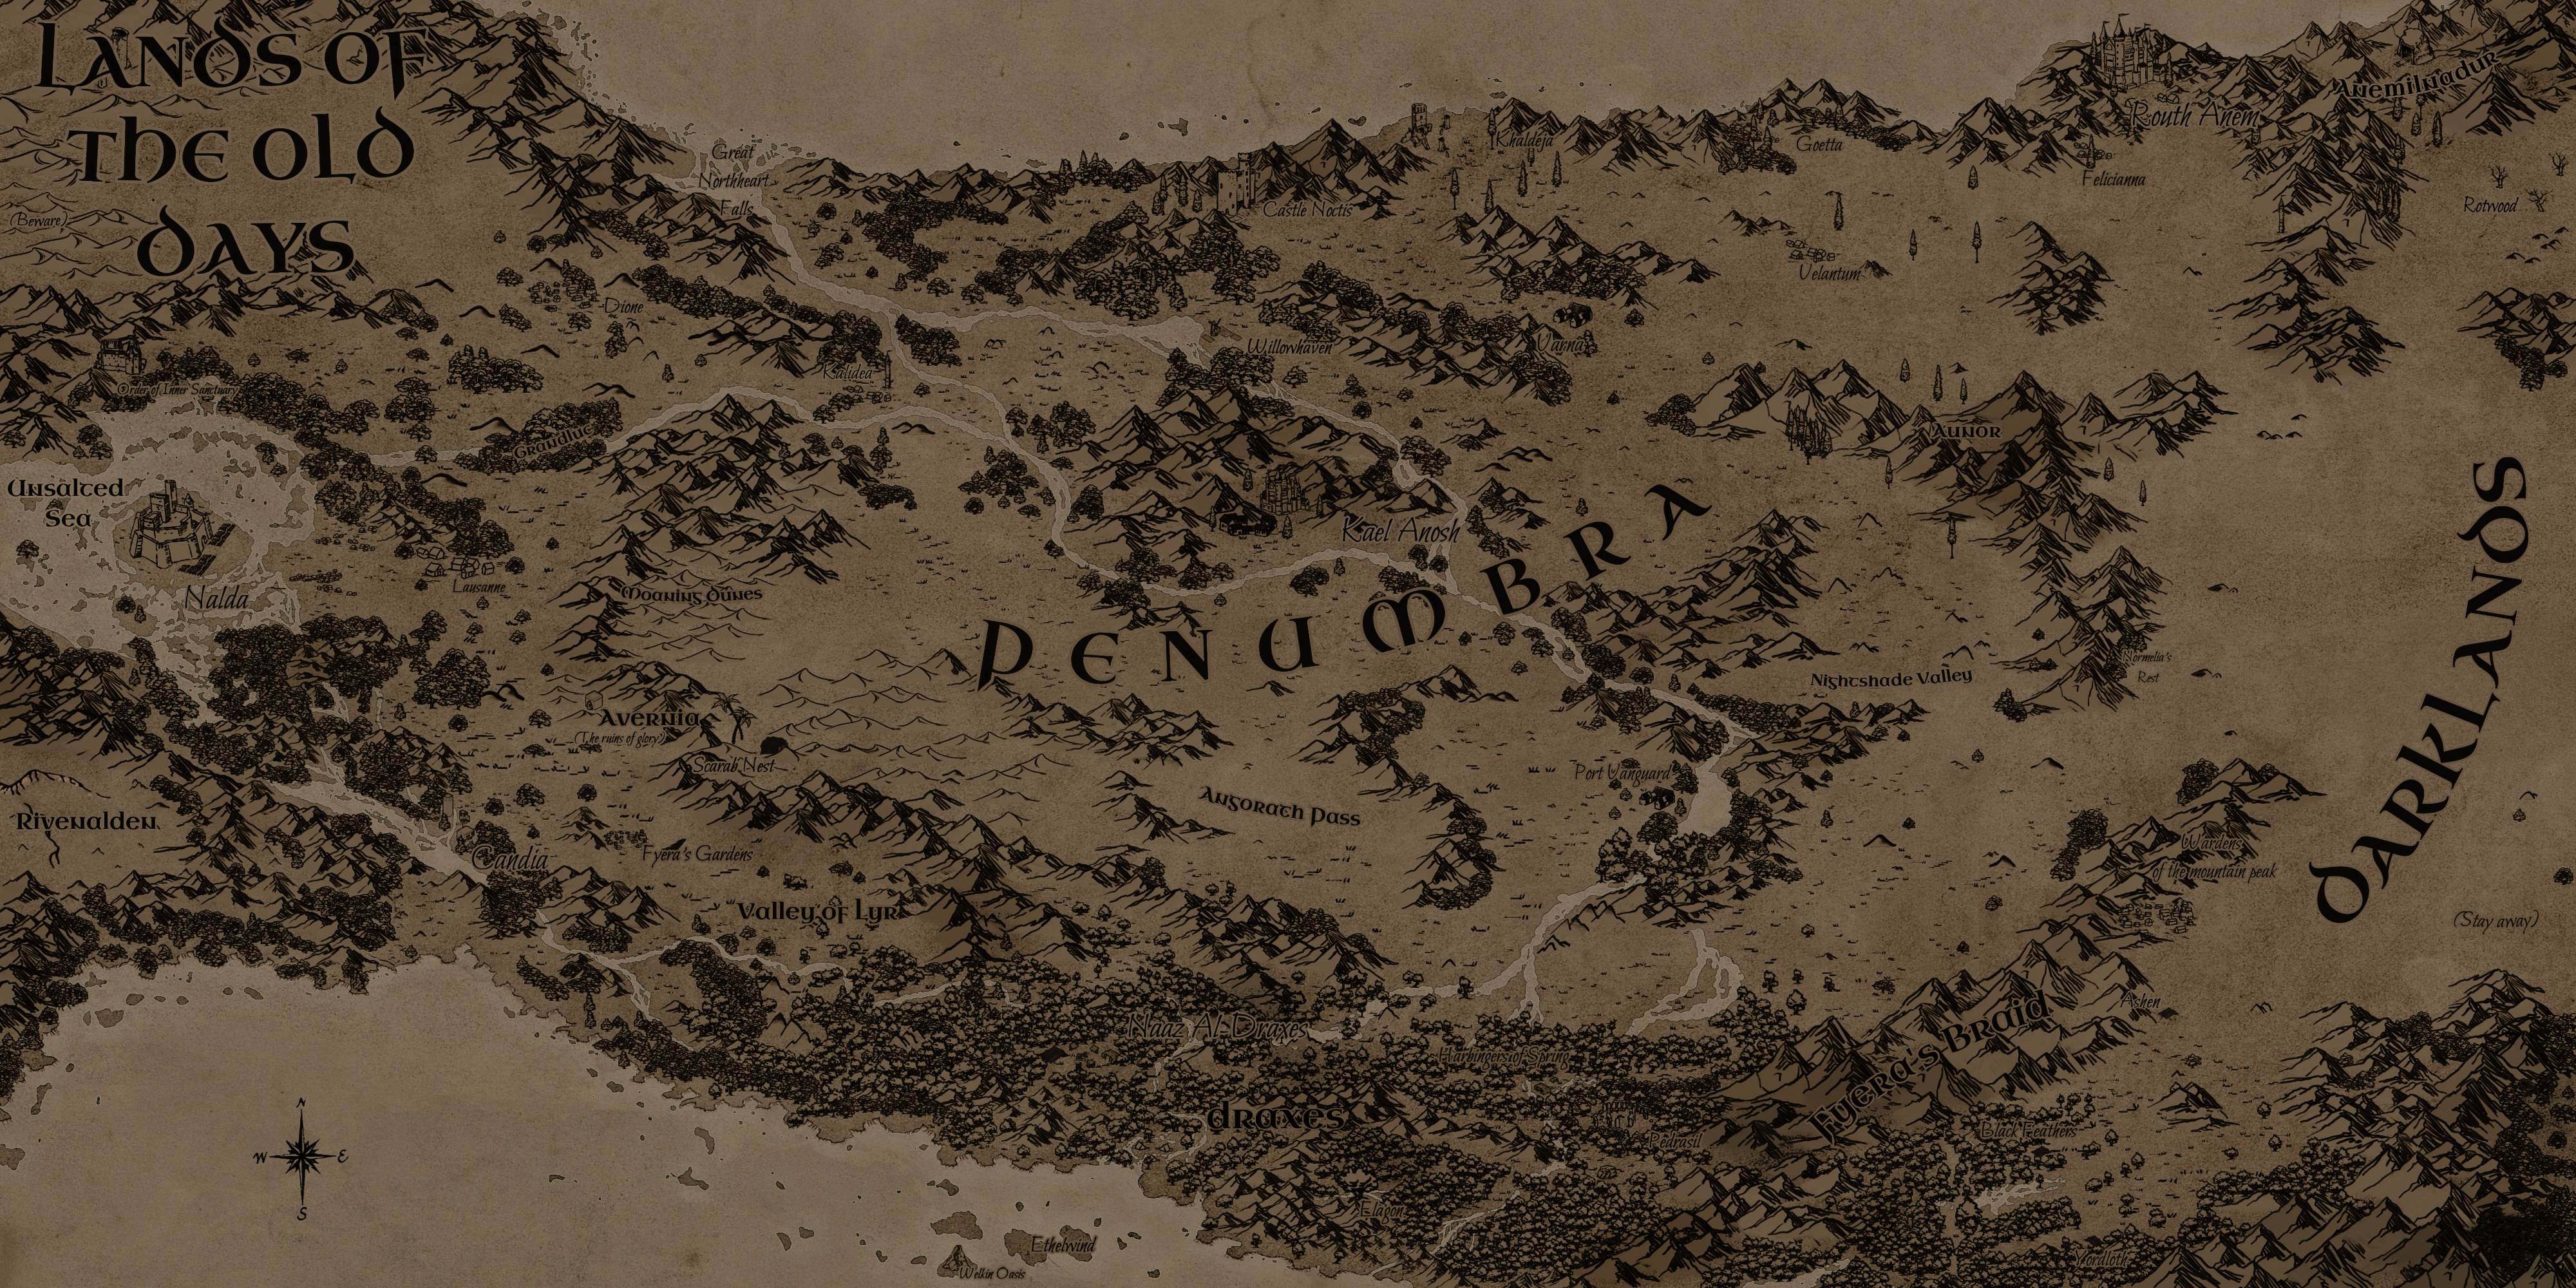 LANDS OF
THE OLD
DAYS
(Beware)
Great
Northheart
Falls
Castle Noctis
Khaldeja
Goetta
Routh Anem
Anemilnadur
Felicianna
Rotwood
Velantum
Dione
Willowhaven
Varna
Kalidea
Order of Inner Sanctuary
Grandluc
Aunor
Unsalted
Sea
Nalda
Lausanne
Kael Anosh
Moaning Dunes
PENUMBRA
DARKLANDS
Normelia's
Rest
Nightshade Valley
Avernia
(The ruins of glory)
Scarab Nest
Port Vanguard
Angorath Pass
Rivenalden
Candia
Fyera's Gardens
Wardens
of the mountain peak
Valley of Lyr
(Stay away)
Ashen
Naaz Al-Draxes
Harbingers of Spring
Fyera's Braid
Draxes
Pedrasil
Black Feathers
N
W
E
S
Elagon
Ethelwind
Welkin Oasis
Yordloth